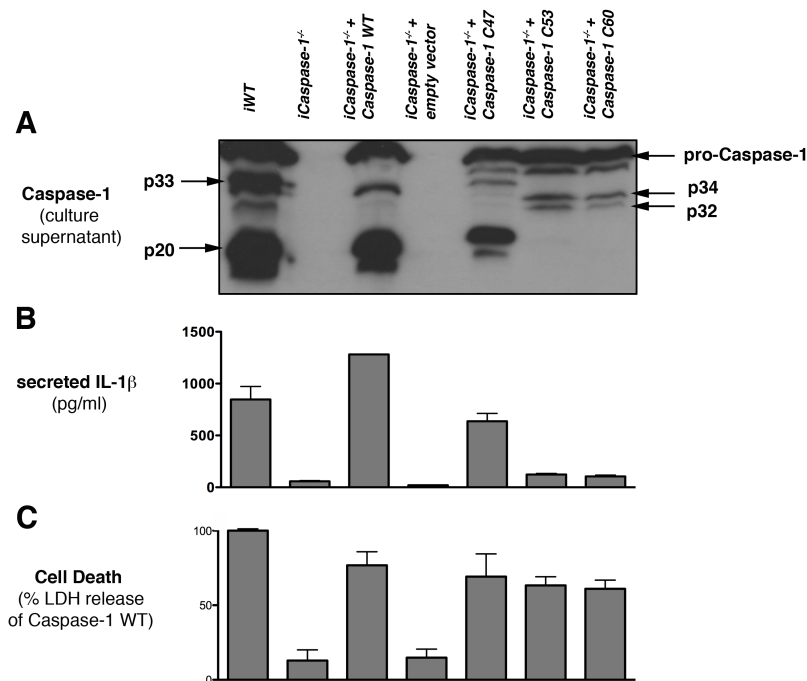 iWT
iCaspase-1-/-
iCaspase-1-/- +
Caspase-1 WT
iCaspase-1-/- +
empty vector
iCaspase-1-/- +
Caspase-1 C47
iCaspase-1-/- +
Caspase-1 C53
iCaspase-1-/- +
Caspase-1 C60
A
Caspase-1
(culture
supernatant)
p33
p20
pro-Caspase-1
p34
p32
B
secreted IL-1β
(pg/ml)
1500
1000
500
0
C
Cell Death
(% LDH release
of Caspase-1 WT)
100
50
0